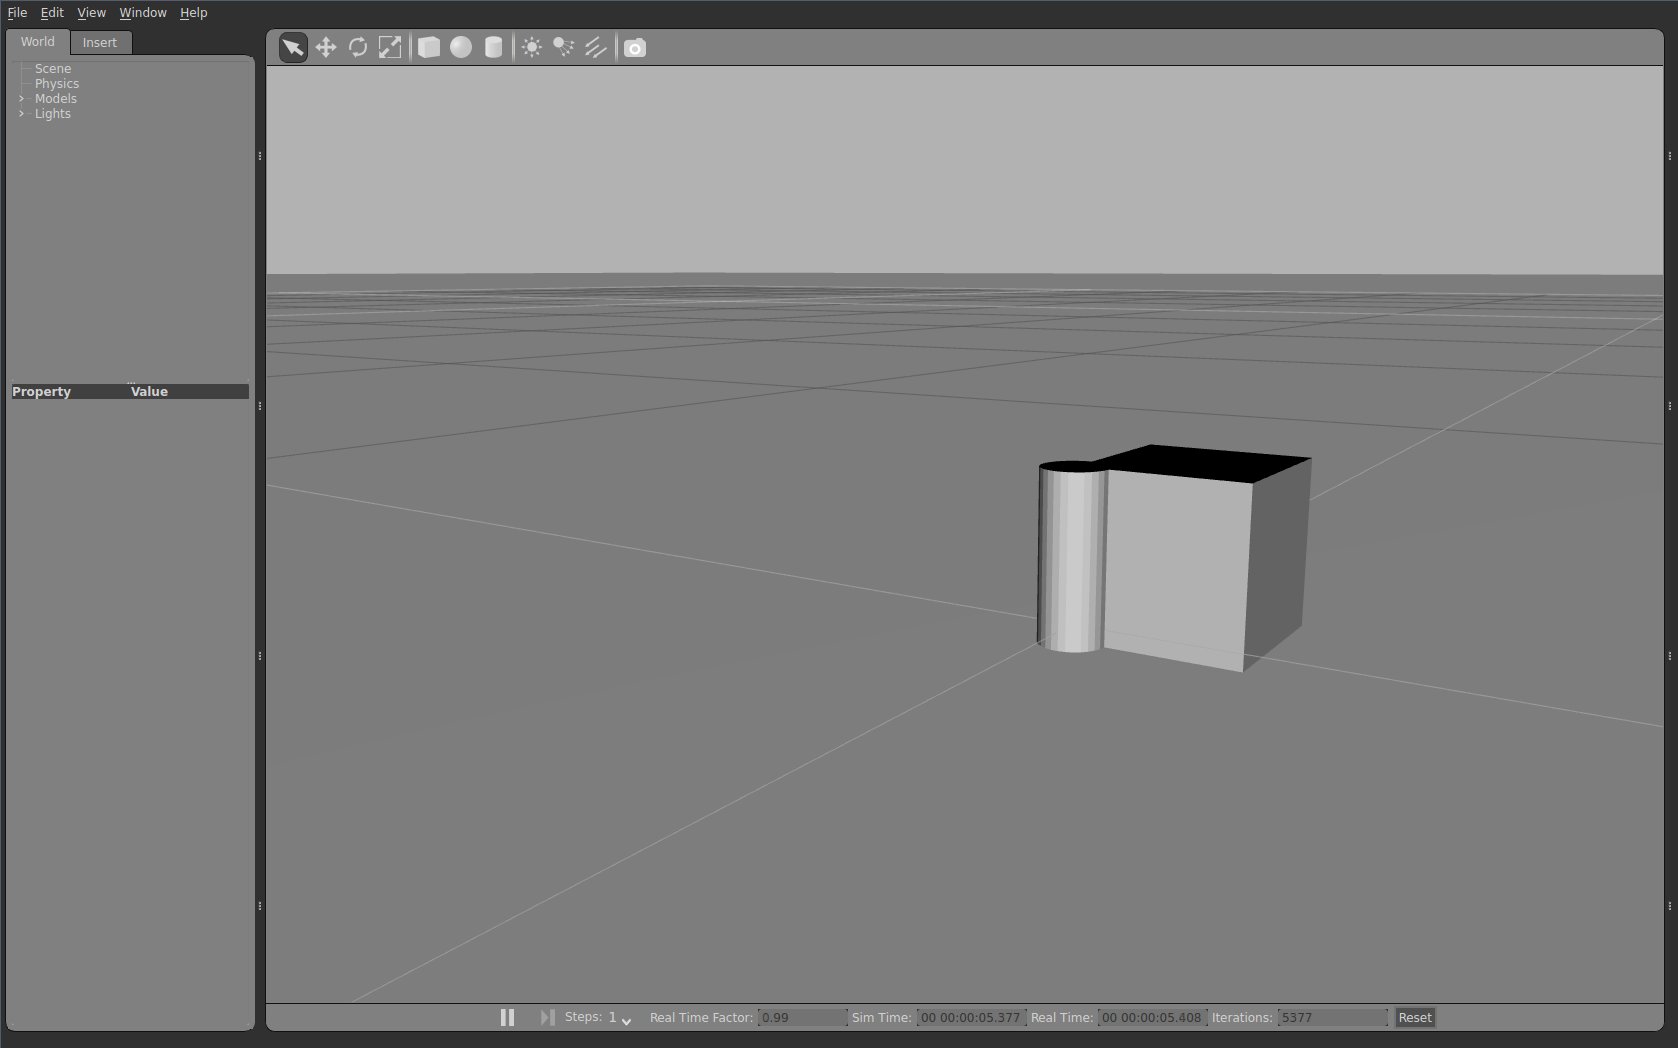 File Edit View Window Help
World Insert
Scene
Physics
Models
Lights
Property Value
Steps: 1 Real Time Factor: 0.99 Sim Time: 00 00:00:05.377 Real Time: 00 00:00:05.408 Iterations: 5377 Reset